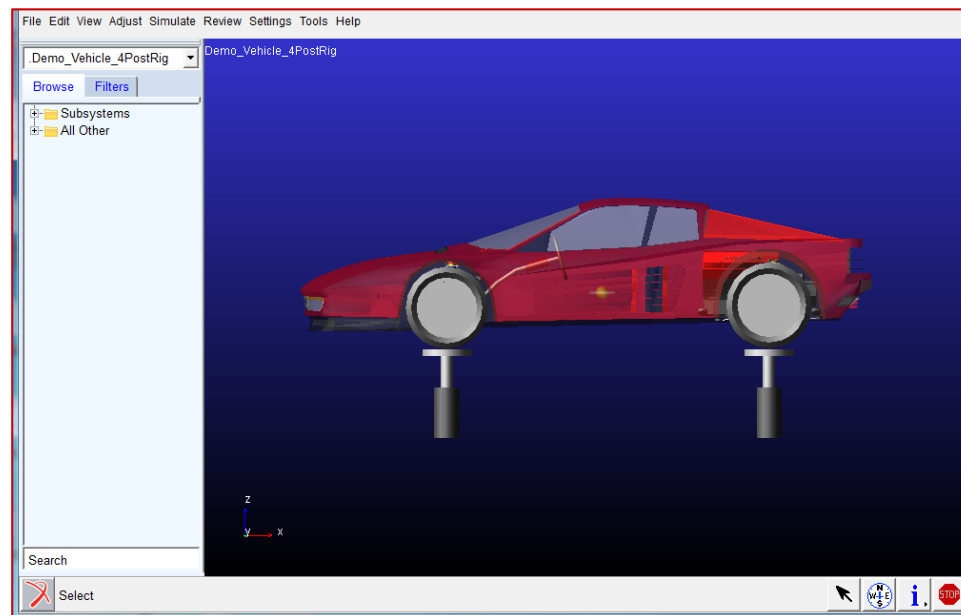 File Edit View Adjust Simulate Review Settings Tools Help
.Demo_Vehicle_4PostRig
Demo_Vehicle_4PostRig
Browse Filters
Subsystems
All Other
z
y x
Search
Select
N
W E
S
i
STOP